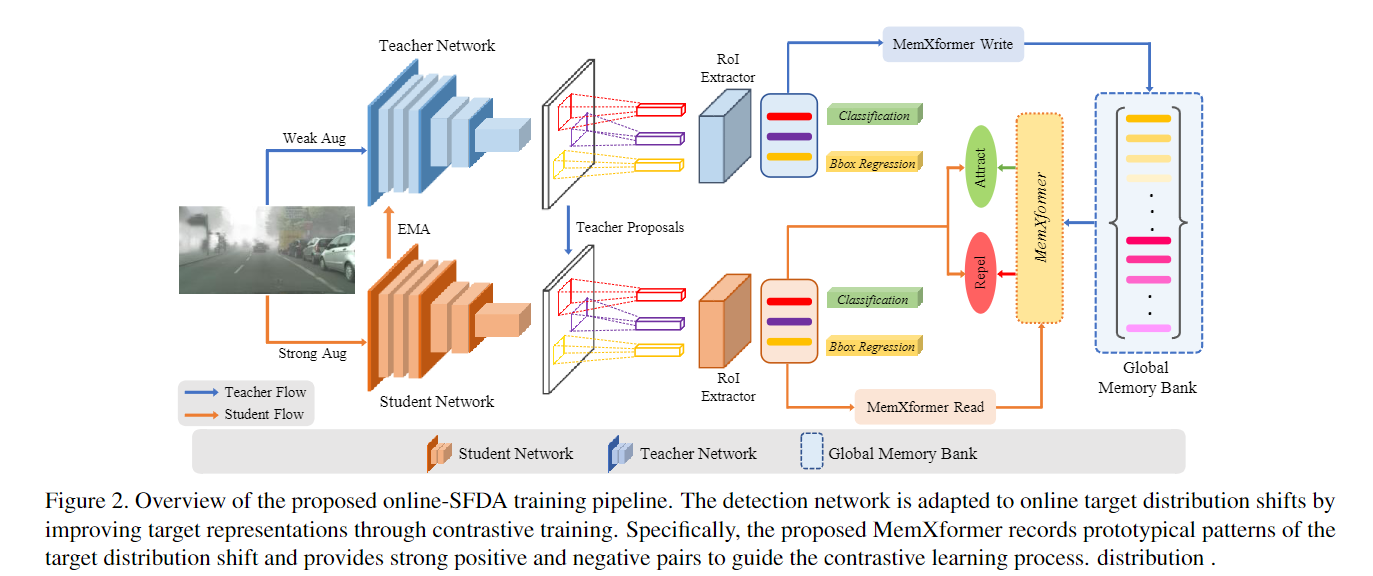 Teacher Network
MemXformer Write
RoI
Extractor
Classification
Weak Aug
Bbox Regression
Attract
MemXformer
EMA
Teacher Proposals
Repel
Classification
Strong Aug
Bbox Regression
RoI
Extractor
Global
Memory Bank
Teacher Flow
Student Flow
Student Network
MemXformer Read
Student Network
Teacher Network
Global Memory Bank
Figure 2. Overview of the proposed online-SFDA training pipeline. The detection network is adapted to online target distribution shifts by
improving target representations through contrastive training. Specifically, the proposed MemXformer records prototypical patterns of the
target distribution shift and provides strong positive and negative pairs to guide the contrastive learning process. distribution .